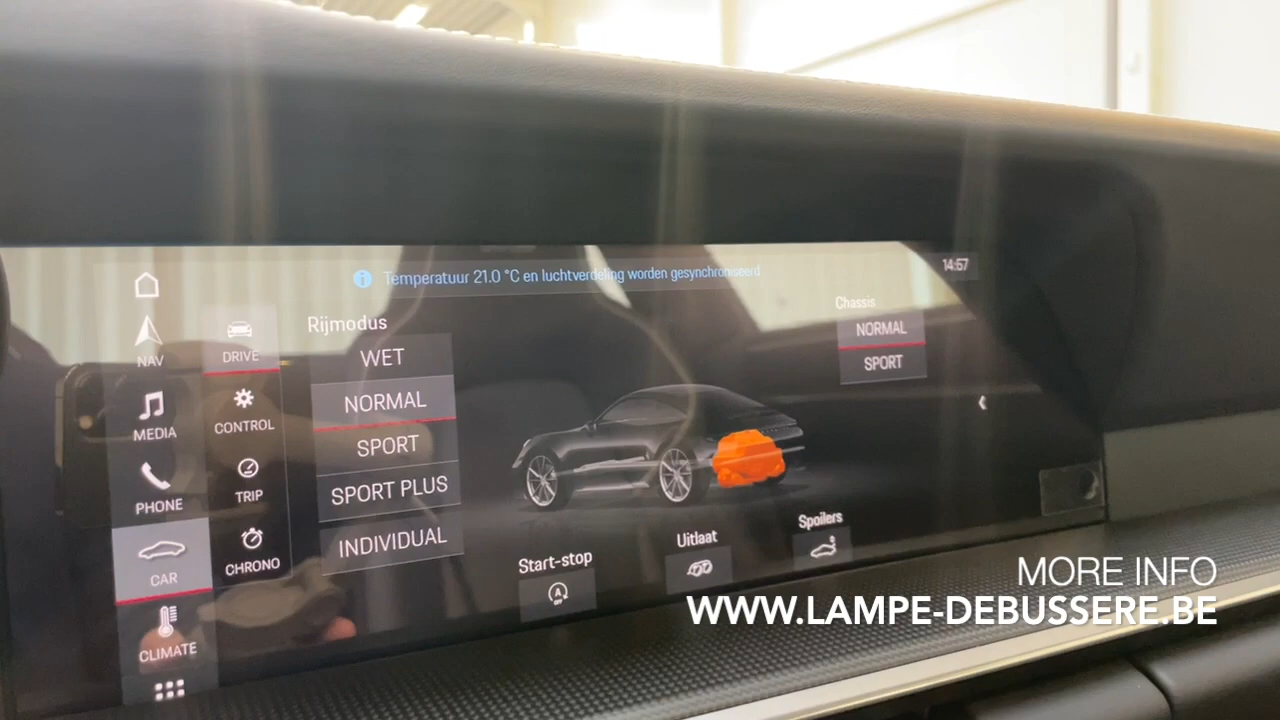 Temperatuur 21.0 °C en luchtverdeling worden gesynchroniseerd
14:57
NAV
MEDIA
PHONE
CAR
CLIMATE
DRIVE
CONTROL
TRIP
CHRONO
Rijmodus
WET
NORMAL
SPORT
SPORT PLUS
INDIVIDUAL
Chassis
NORMAL
SPORT
Start-stop
A
OFF
Uitlaat
Spoilers
MORE INFO
WWW.LAMPE-DEBUSSERE.BE